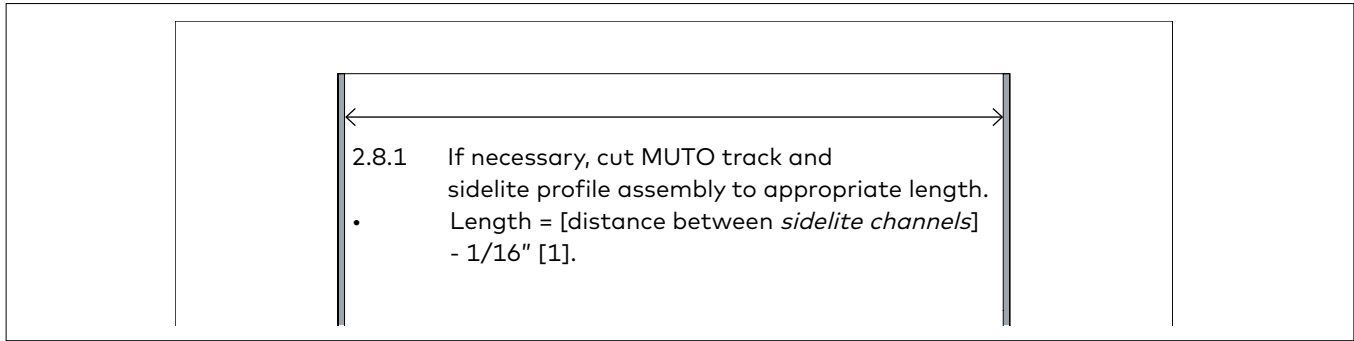 2.8.1 If necessary, cut MUTO track and
sidelite profile assembly to appropriate length.
• Length = [distance between sidelite channels]
- 1/16” [1].